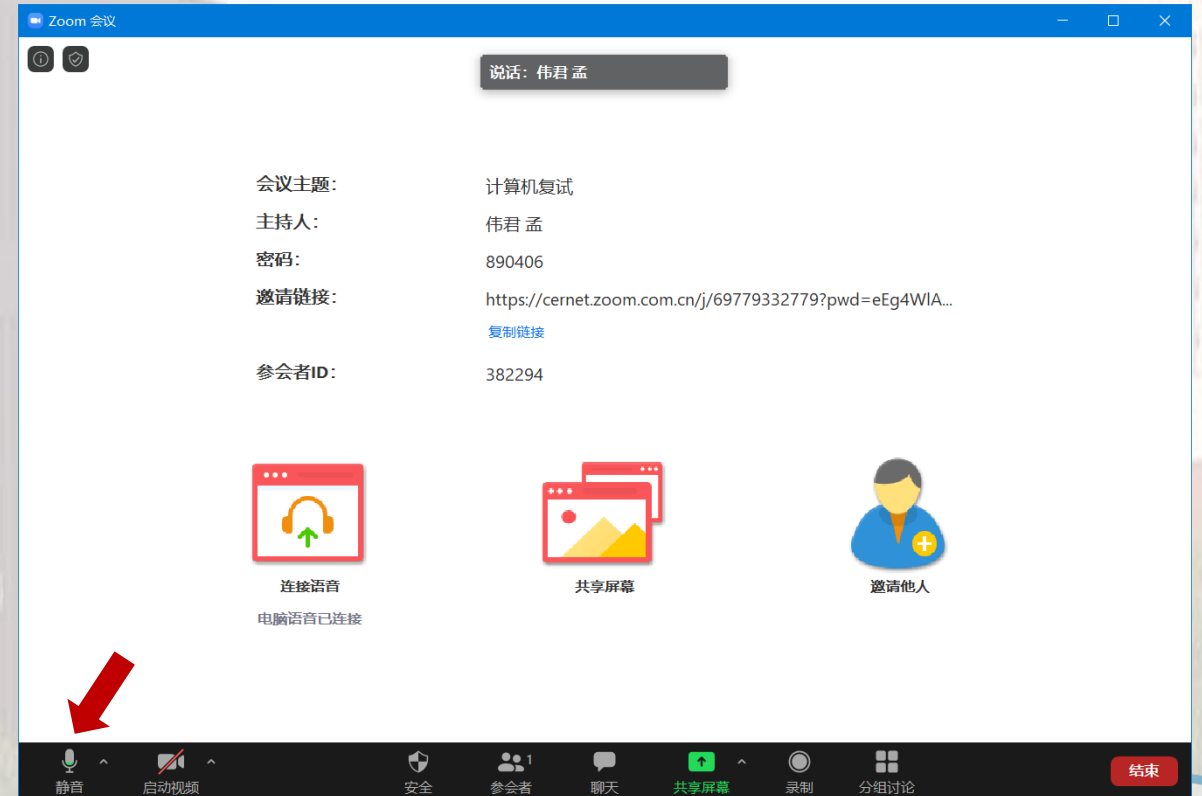 Zoom 会议
说话：伟君 孟
会议主题：
计算机复试
主持人：
伟君 孟
密码：
890406
邀请链接：
https://cernet.zoom.com.cn/j/69779332779?pwd=eEg4WlA...
复制链接
参会者ID：
382294
连接语音
共享屏幕
邀请他人
电脑语音已连接
静音
启动视频
安全
1
参会者
聊天
共享屏幕
录制
分组讨论
结束